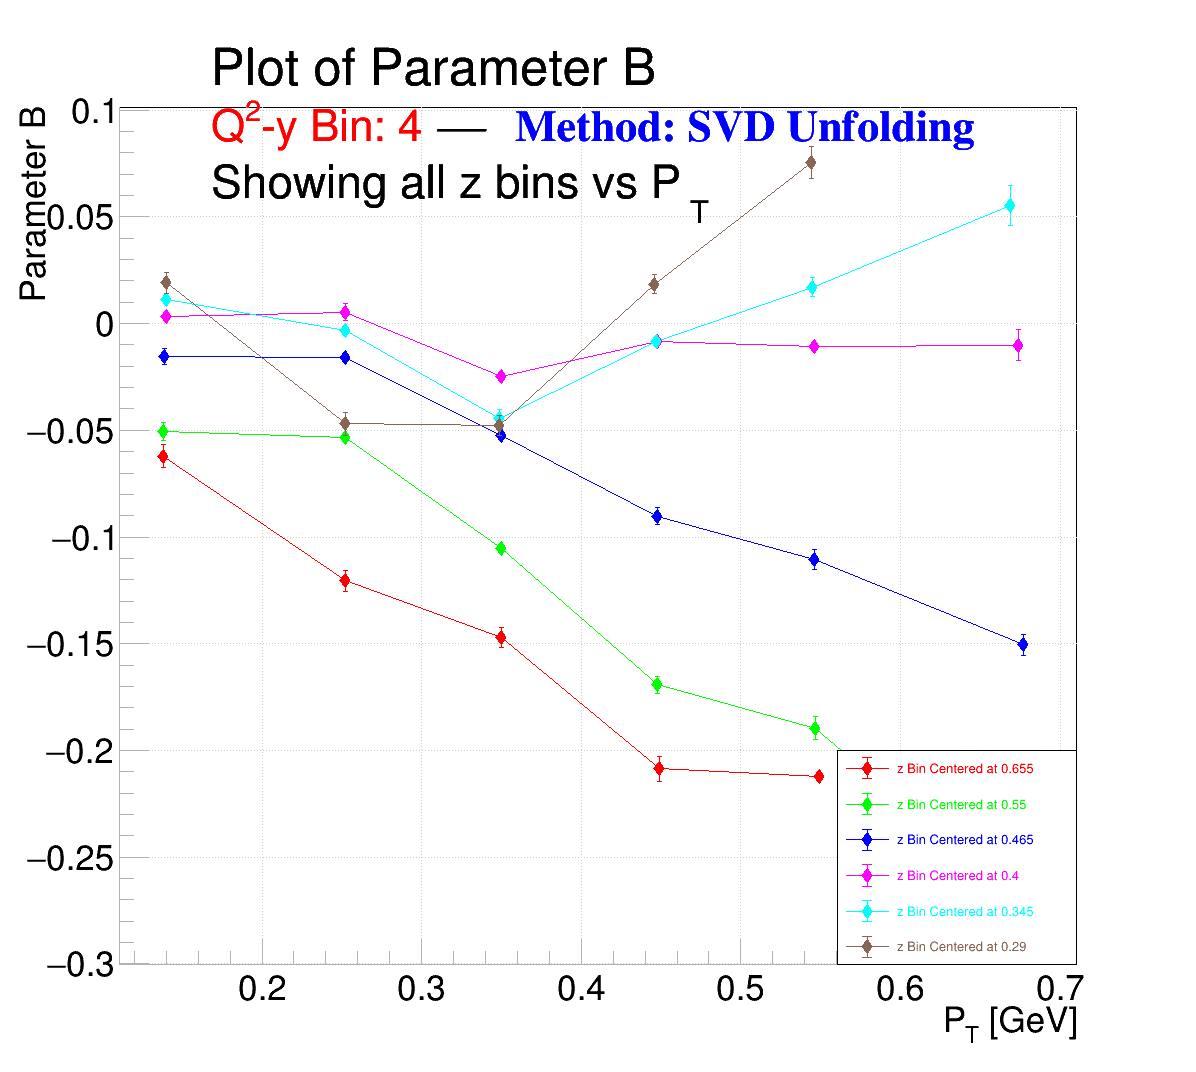 Plot of Parameter B
Q²-y Bin: 4 — Method: SVD Unfolding
Showing all z bins vs P_T
Parameter B
0.1
0.05
0
−0.05
−0.1
−0.15
−0.2
−0.25
−0.3
z Bin Centered at 0.655
z Bin Centered at 0.55
z Bin Centered at 0.465
z Bin Centered at 0.4
z Bin Centered at 0.345
z Bin Centered at 0.29
0.2 0.3 0.4 0.5 0.6 0.7
P_T [GeV]